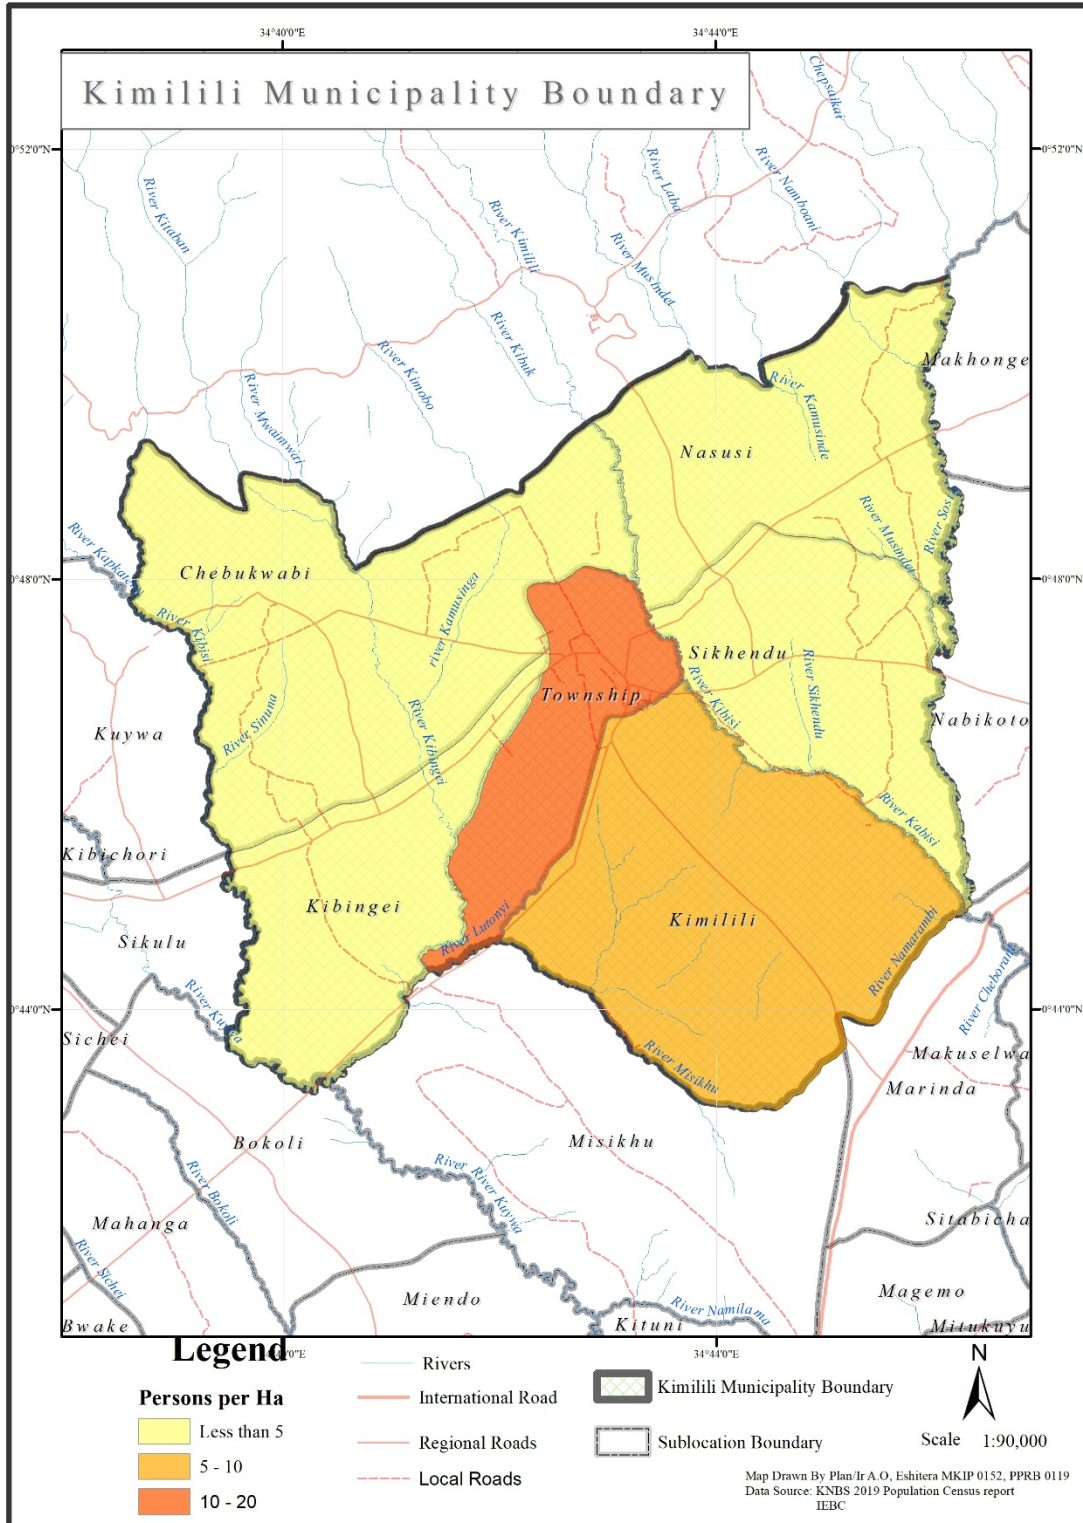 34°40'0"E
34°44'0"E
Kimilili Municipality Boundary
Chepsaikar
0°52'0"N
0°52'0"N
River Laba
River Namboani
River Kitaban
River Kimilili
River Musindet
River Kibuk
River Kimobo
Makhonge
River Mwaimwai
River Kamusinde
Nasusi
River Sosi
River Musindet
River Kapkateny
0°48'0"N
0°48'0"N
Chebukwabi
river Kamusinga
River Kibisi
Sikhendu
Township
River Kibisi
River Sikhendu
River Sinuna
Kuywa
Nabikoto
River Kibingei
River Kabisi
Kibichori
Kibingei
Kimilili
River Lutonyi
River Namarambi
Sikulu
River Cheborang
River Kuywa
0°44'0"N
0°44'0"N
Sichei
Makuselwa
River Misikhu
Marinda
Bokoli
Misikhu
River River Kuywa
River Bokoli
Mahanga
Sitabicha
River Sichei
Miendo
Magemo
River Namilama
Bwake
Kituni
Mitukuyu
34°44'0"E
Legend
Persons per Ha
Less than 5
5 - 10
10 - 20
Rivers
International Road
Regional Roads
Local Roads
Kimilili Municipality Boundary
Sublocation Boundary
N
Scale 1:90,000
Map Drawn By Plan/Ir A.O, Eshitera MKIP 0152, PPRB 0119
Data Source: KNBS 2019 Population Census report
IEBC